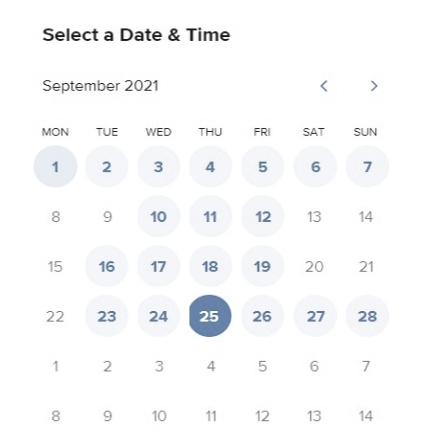 Select a Date & Time
September 2021
MON TUE WED THU FRI SAT SUN
1 2 3 4 5 6 7
8 9 10 11 12 13 14
15 16 17 18 19 20 21
22 23 24 25 26 27 28
1 2 3 4 5 6 7
8 9 10 11 12 13 14